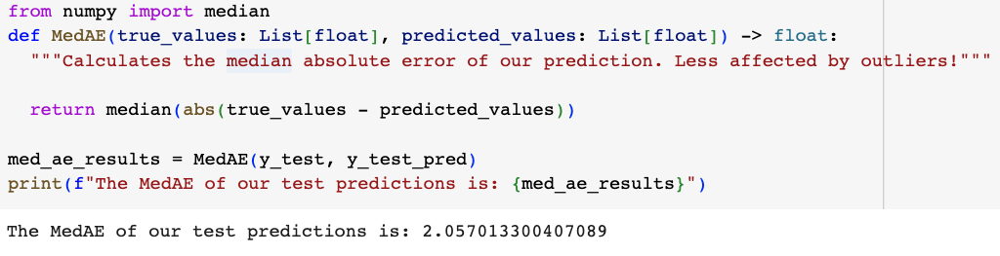 from numpy import median
def MedAE(true_values: List[float], predicted_values: List[float]) -> float:
  """Calculates the median absolute error of our prediction. Less affected by outliers!"""

  return median(abs(true_values - predicted_values))

med_ae_results = MedAE(y_test, y_test_pred)
print(f"The MedAE of our test predictions is: {med_ae_results}")
The MedAE of our test predictions is: 2.057013300407089